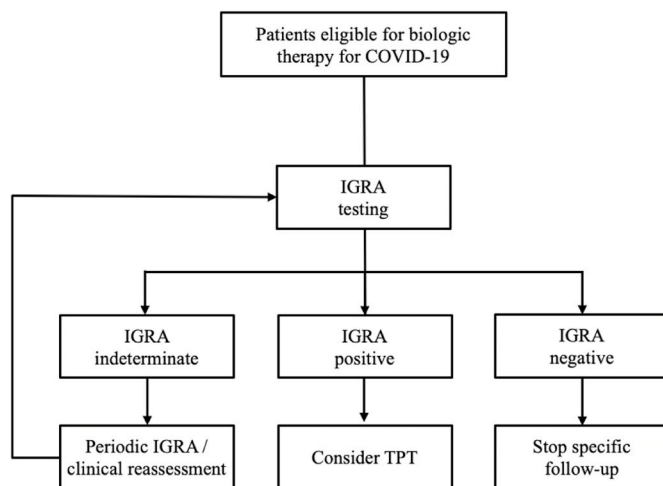 Patients eligible for biologic
therapy for COVID-19
IGRA
testing
IGRA
indeterminate
IGRA
positive
IGRA
negative
Periodic IGRA /
clinical reassessment
Consider TPT
Stop specific
follow-up